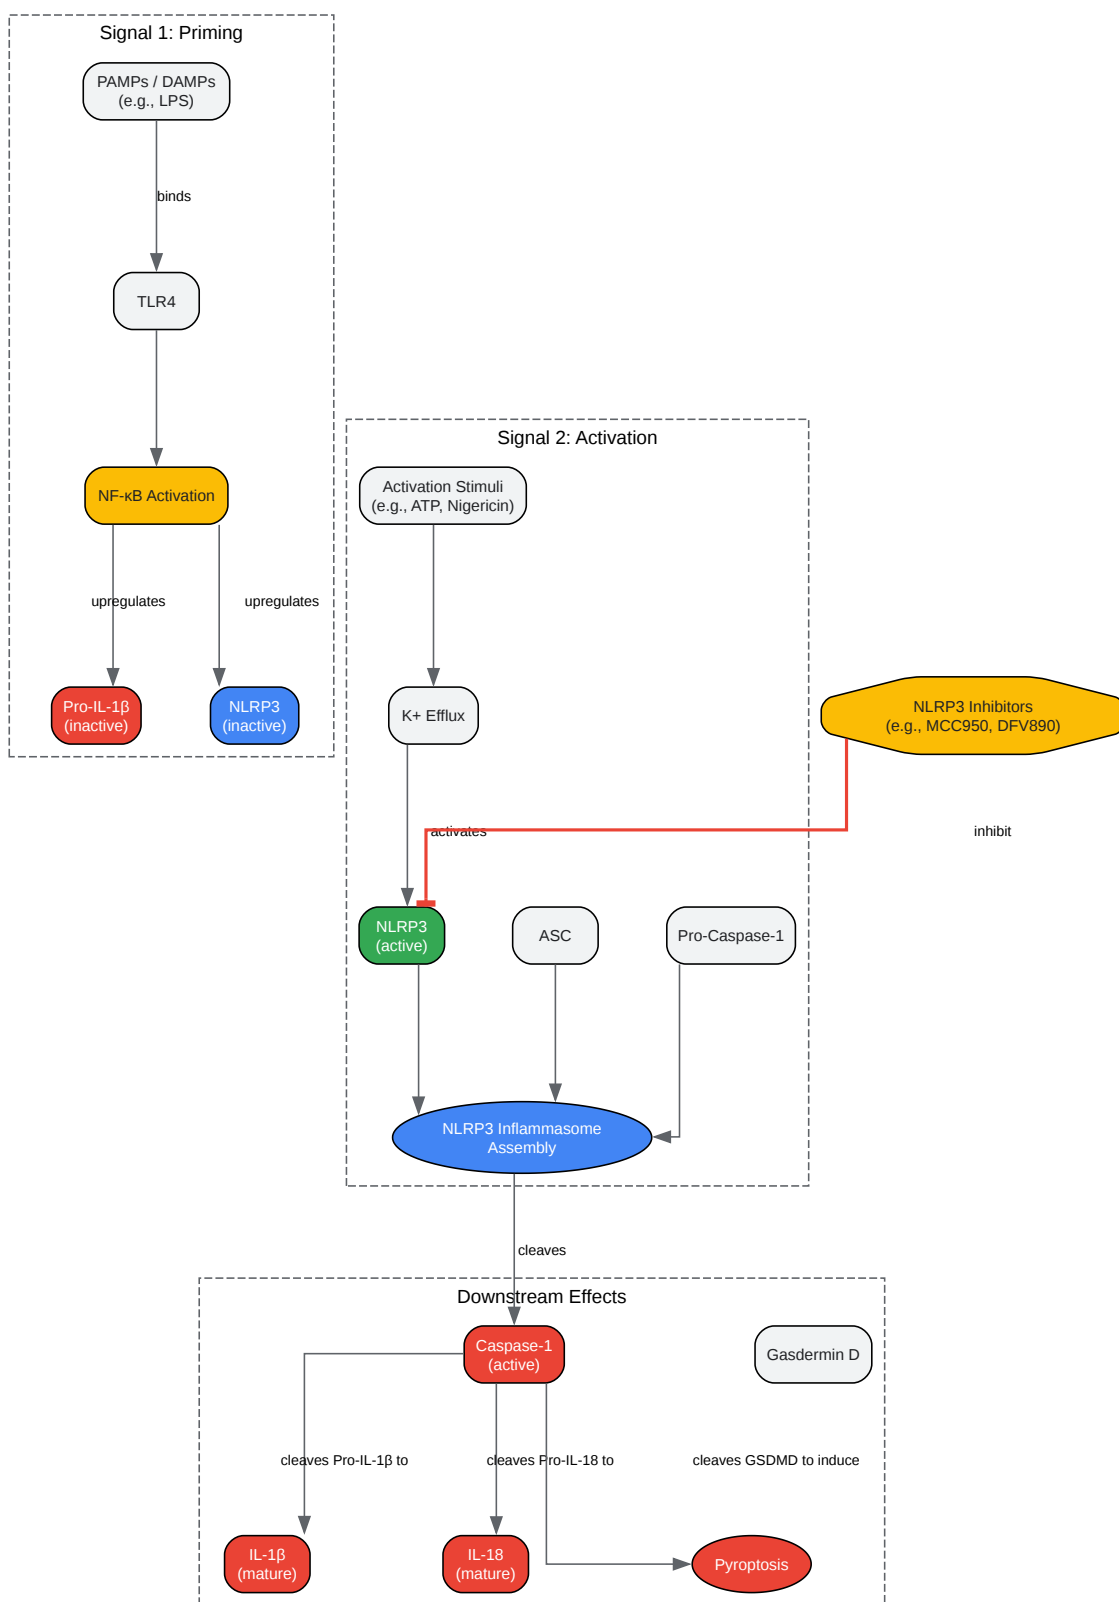 Signal 1: Priming
PAMPs / DAMPs
(e.g., LPS)
binds
TLR4
NF-κB Activation
upregulates
upregulates
Pro-IL-1β
(inactive)
NLRP3
(inactive)
Signal 2: Activation
Activation Stimuli
(e.g., ATP, Nigericin)
K+ Efflux
NLRP3 Inhibitors
(e.g., MCC950, DFV890)
activates
inhibit
NLRP3
(active)
ASC
Pro-Caspase-1
NLRP3 Inflammasome
Assembly
cleaves
Downstream Effects
Caspase-1
(active)
Gasdermin D
cleaves Pro-IL-1β to
cleaves Pro-IL-18 to
cleaves GSDMD to induce
IL-1β
(mature)
IL-18
(mature)
Pyroptosis